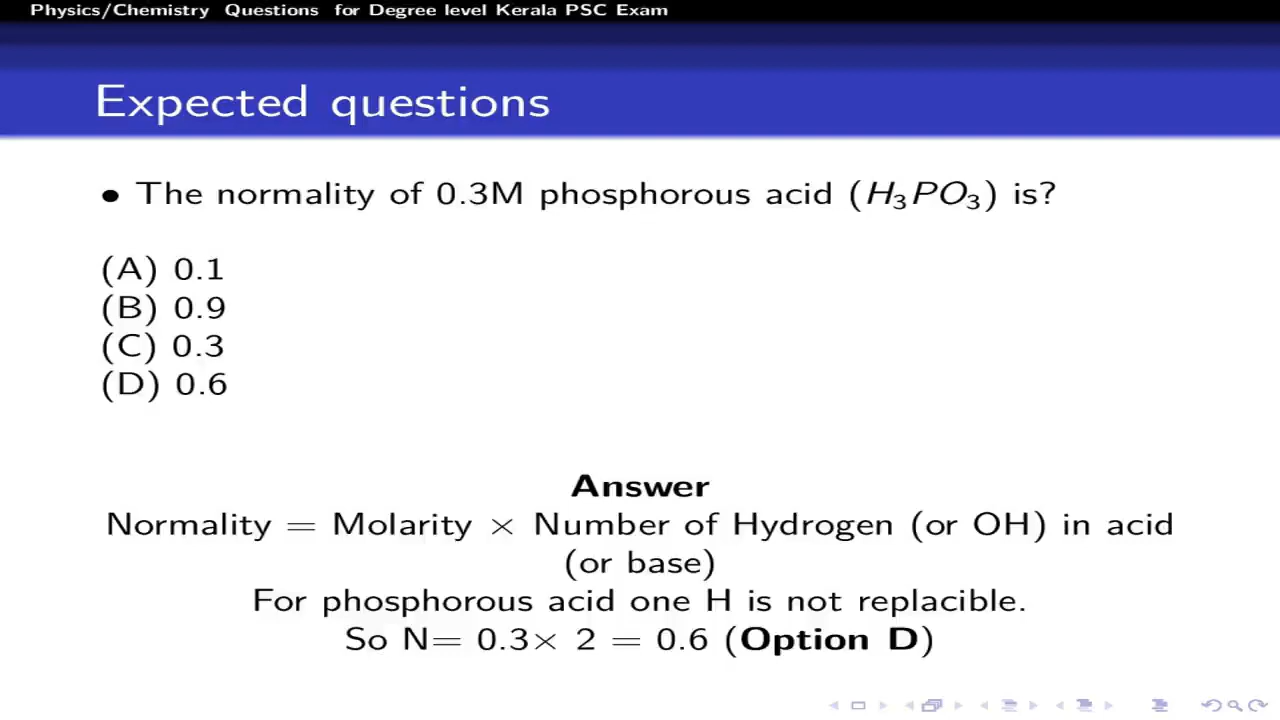 Physics/Chemistry Questions for Degree level Kerala PSC Exam
Expected questions
• The normality of 0.3M phosphorous acid (H₃PO₃) is?
(A) 0.1
(B) 0.9
(C) 0.3
(D) 0.6
Answer
Normality = Molarity × Number of Hydrogen (or OH) in acid
(or base)
For phosphorous acid one H is not replacible.
So N= 0.3× 2 = 0.6 (Option D)